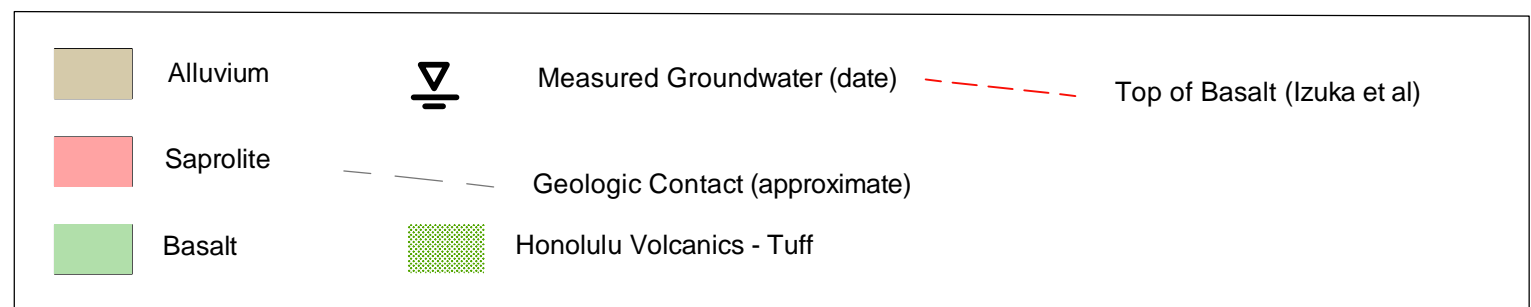 Alluvium
Measured Groundwater (date)
Top of Basalt (Izuka et al)
Saprolite
Geologic Contact (approximate)
Basalt
Honolulu Volcanics - Tuff